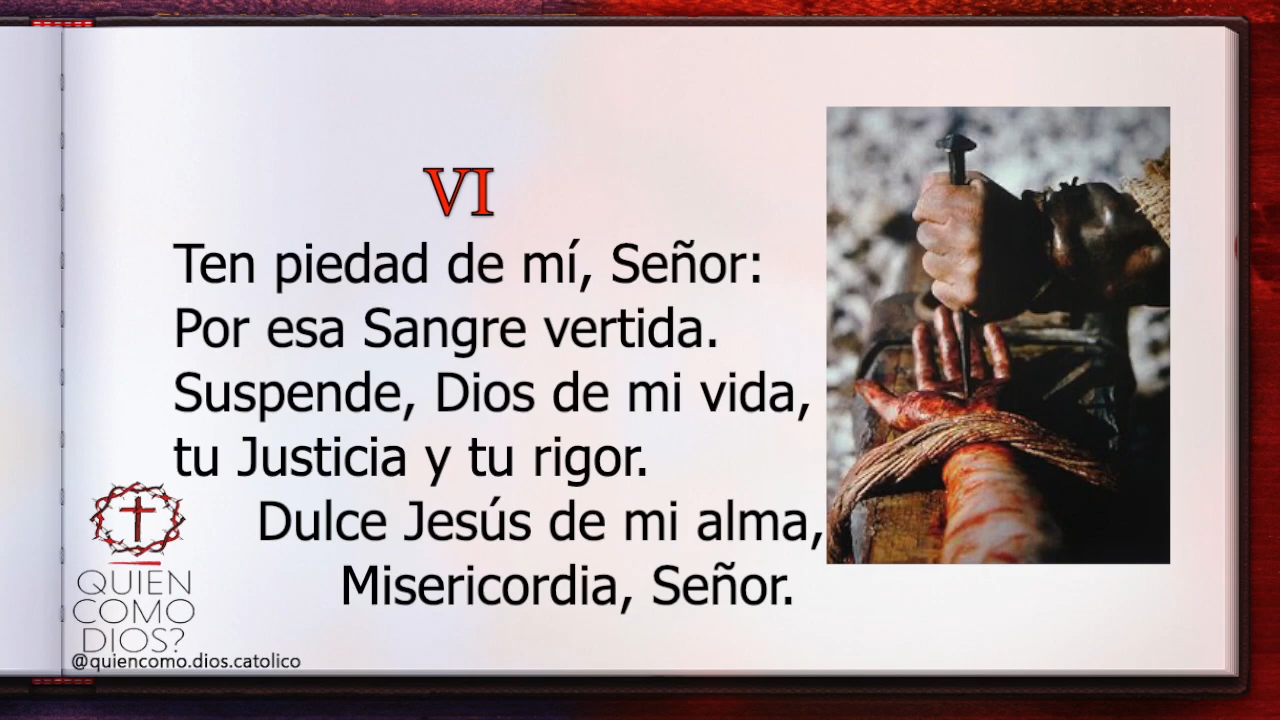 VI
Ten piedad de mí, Señor:
Por esa Sangre vertida.
Suspende, Dios de mi vida,
tu Justicia y tu rigor.
Dulce Jesús de mi alma,
Misericordia, Señor.
QUIEN
COMO
DIOS?
@quiencomo.dios.catolico